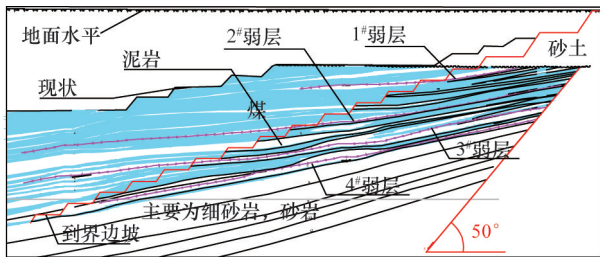 地面水平
2#弱层
1#弱层
砂土
泥岩
现状
煤
3#弱层
4#弱层
主要为细砂岩，砂岩
到界边坡
50°